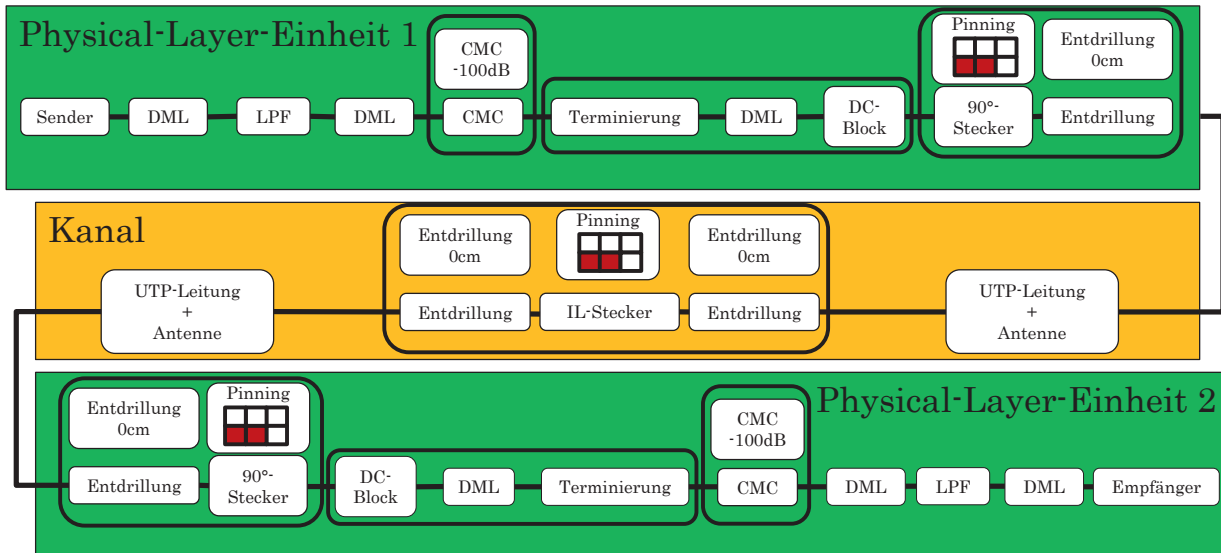 Physical-Layer-Einheit 1
CMC
-100dB
Pinning
Entdrillung
0cm
Sender
DML
LPF
DML
CMC
Terminierung
DML
DC-
Block
90°-
Stecker
Entdrillung
Kanal
Entdrillung
0cm
Pinning
Entdrillung
0cm
UTP-Leitung
+
Antenne
Entdrillung
IL-Stecker
Entdrillung
UTP-Leitung
+
Antenne
Physical-Layer-Einheit 2
Entdrillung
0cm
Pinning
CMC
-100dB
Entdrillung
90°-
Stecker
DC-
Block
DML
Terminierung
CMC
DML
LPF
DML
Empfänger